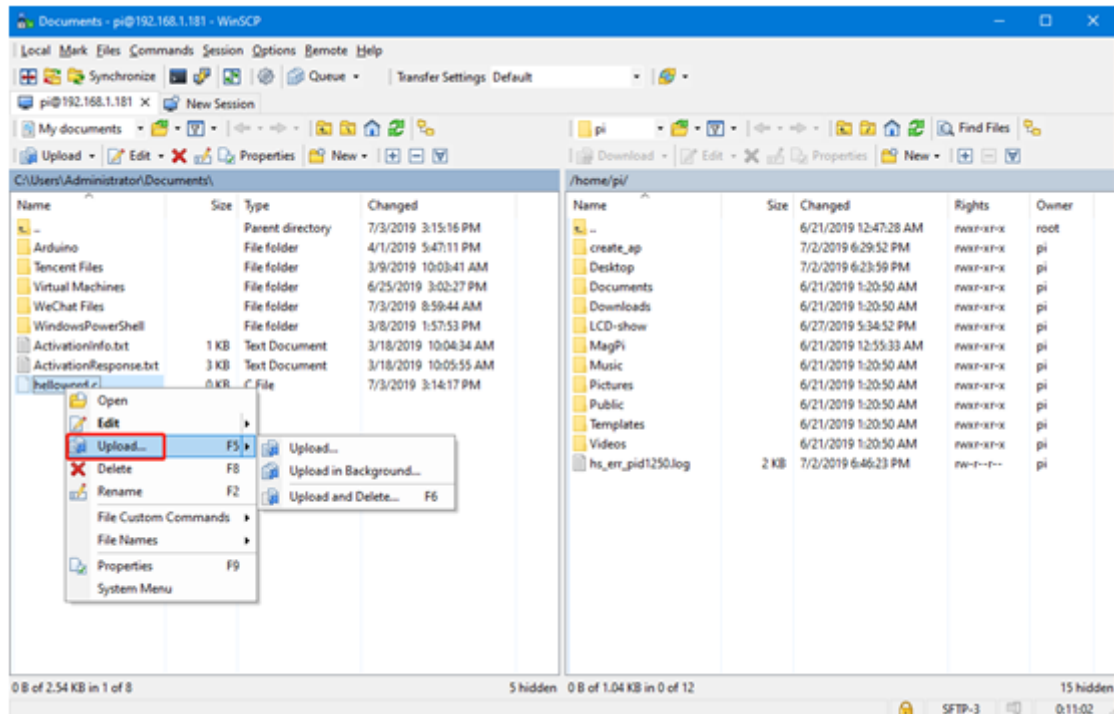 Documents - pi@192.168.1.181 - WinSCP
Local Mark Files Commands Session Options Remote Help
Synchronize Queue Transfer Settings Default
pi@192.168.1.181 New Session
My documents pi Find Files
Upload Edit Properties New Download Edit Properties New
C:\Users\Administrator\Documents\ /home/pi/
Name Size Type Changed Name Size Changed Rights Owner
.. Parent directory 7/3/2019 3:15:16 PM .. 6/21/2019 12:47:28 AM rwxr-xr-x root
Arduino File folder 4/1/2019 5:47:11 PM create_ap 7/2/2019 6:29:52 PM rwxr-xr-x pi
Tencent Files File folder 3/9/2019 10:03:41 AM Desktop 7/2/2019 6:23:59 PM rwxr-xr-x pi
Virtual Machines File folder 6/25/2019 3:02:27 PM Documents 6/21/2019 1:20:50 AM rwxr-xr-x pi
WeChat Files File folder 7/3/2019 8:59:44 AM Downloads 6/21/2019 1:20:50 AM rwxr-xr-x pi
WindowsPowerShell File folder 3/8/2019 1:57:53 PM LCD-show 6/27/2019 5:34:52 PM rwxr-xr-x pi
ActivationInfo.txt 1 KB Text Document 3/18/2019 10:04:34 AM MagPi 6/21/2019 12:55:33 AM rwxr-xr-x pi
ActivationResponse.txt 3 KB Text Document 3/18/2019 10:05:55 AM Music 6/21/2019 1:20:50 AM rwxr-xr-x pi
0 KB C File 7/3/2019 3:14:17 PM Pictures 6/21/2019 1:20:50 AM rwxr-xr-x pi
Open Public 6/21/2019 1:20:50 AM rwxr-xr-x pi
Edit Templates 6/21/2019 1:20:50 AM rwxr-xr-x pi
Upload... F5 Upload... Videos 6/21/2019 1:20:50 AM rwxr-xr-x pi
Delete F8 Upload in Background... hs_err_pid1250.log 2 KB 7/2/2019 6:46:23 PM rw-r--r-- pi
Rename F2 Upload and Delete... F6
File Custom Commands
File Names
Properties F9
System Menu
0 B of 2.54 KB in 1 of 8 5 hidden 0 B of 1.04 KB in 0 of 12 15 hidden
SFTP-3 0:11:02